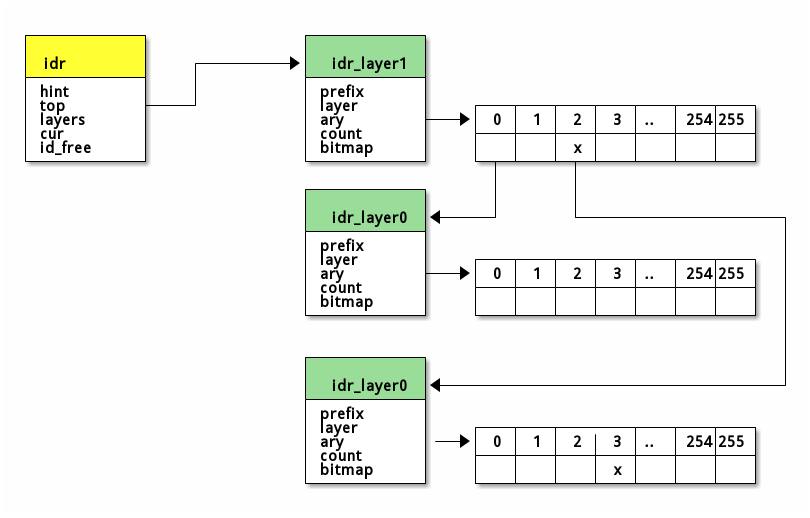 idr
hint
top
layers
cur
id_free
idr_layer1
prefix
layer
ary
count
bitmap
0 1 2 3 .. 254 255
x
idr_layer0
prefix
layer
ary
count
bitmap
0 1 2 3 .. 254 255
idr_layer0
prefix
layer
ary
count
bitmap
0 1 2 3 .. 254 255
x